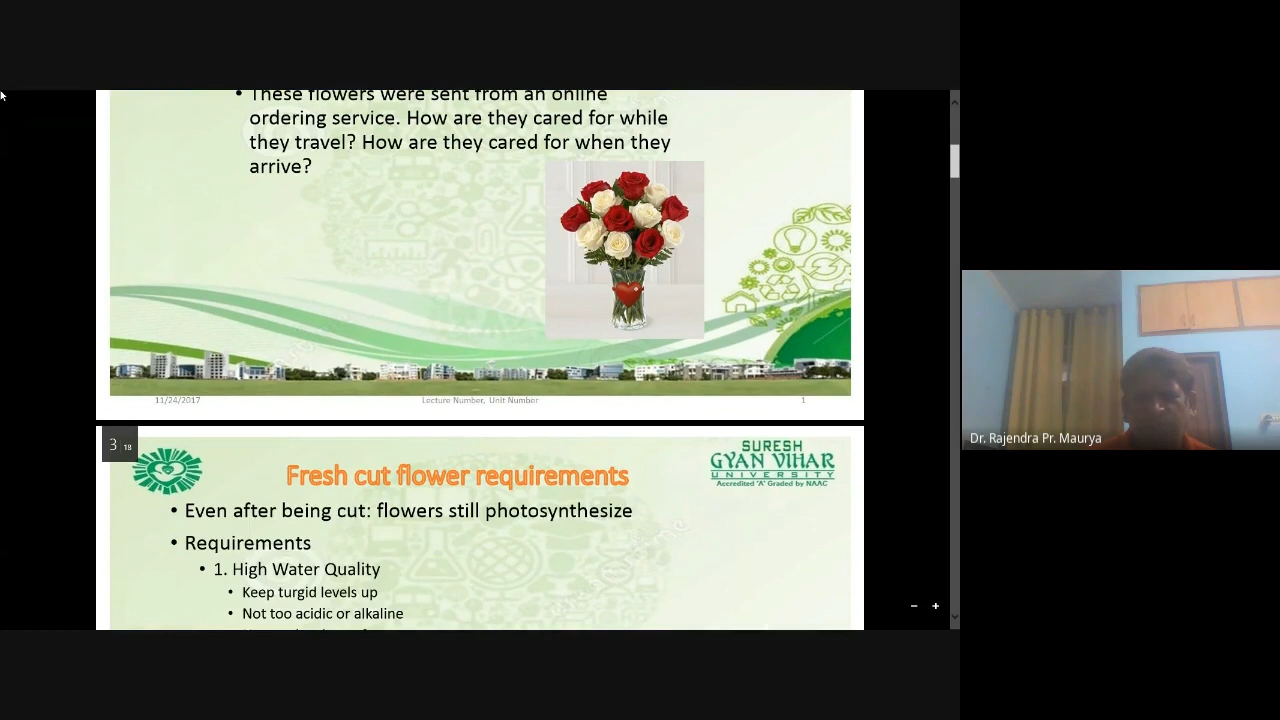 • These flowers were sent from an online
ordering service. How are they cared for while
they travel? How are they cared for when they
arrive?
11/24/2017
Lecture Number, Unit Number
1
3 18
SURESH
GYAN VIHAR
UNIVERSITY
Accredited 'A' Graded by NAAC
Fresh cut flower requirements
• Even after being cut: flowers still photosynthesize
• Requirements
• 1. High Water Quality
• Keep turgid levels up
• Not too acidic or alkaline
Dr. Rajendra Pr. Maurya